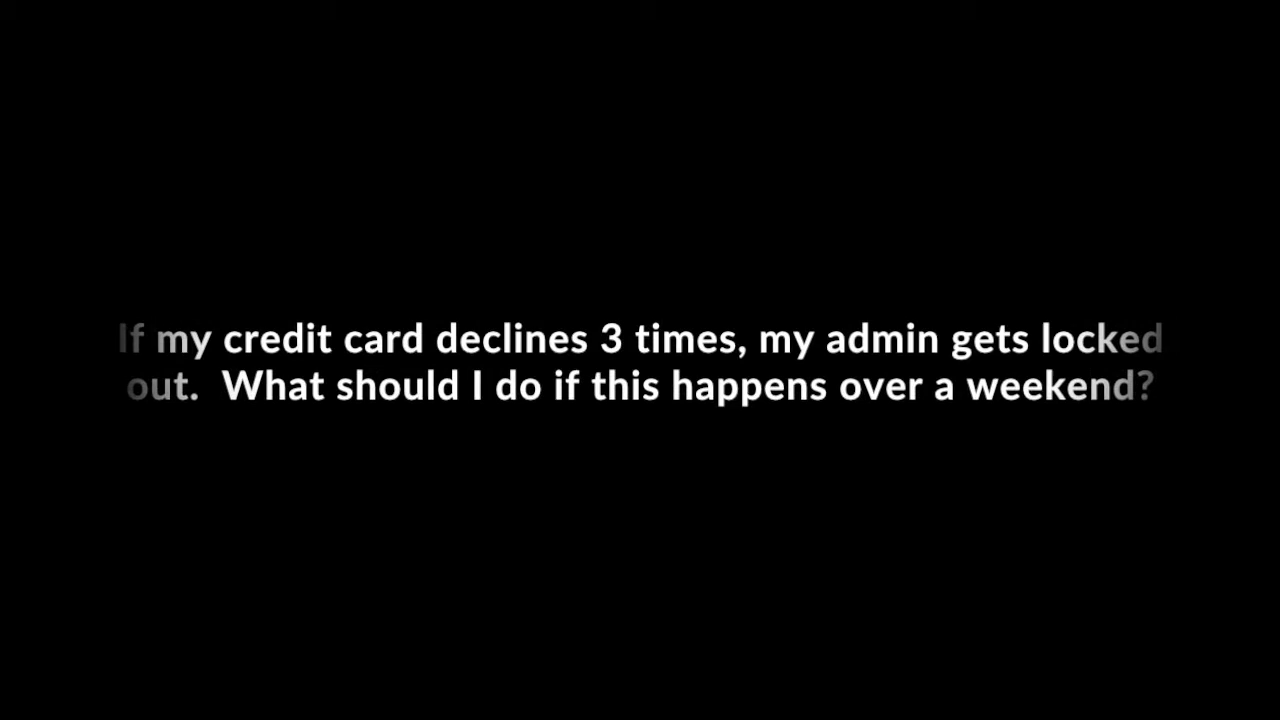 If my credit card declines 3 times, my admin gets locked
out.  What should I do if this happens over a weekend?